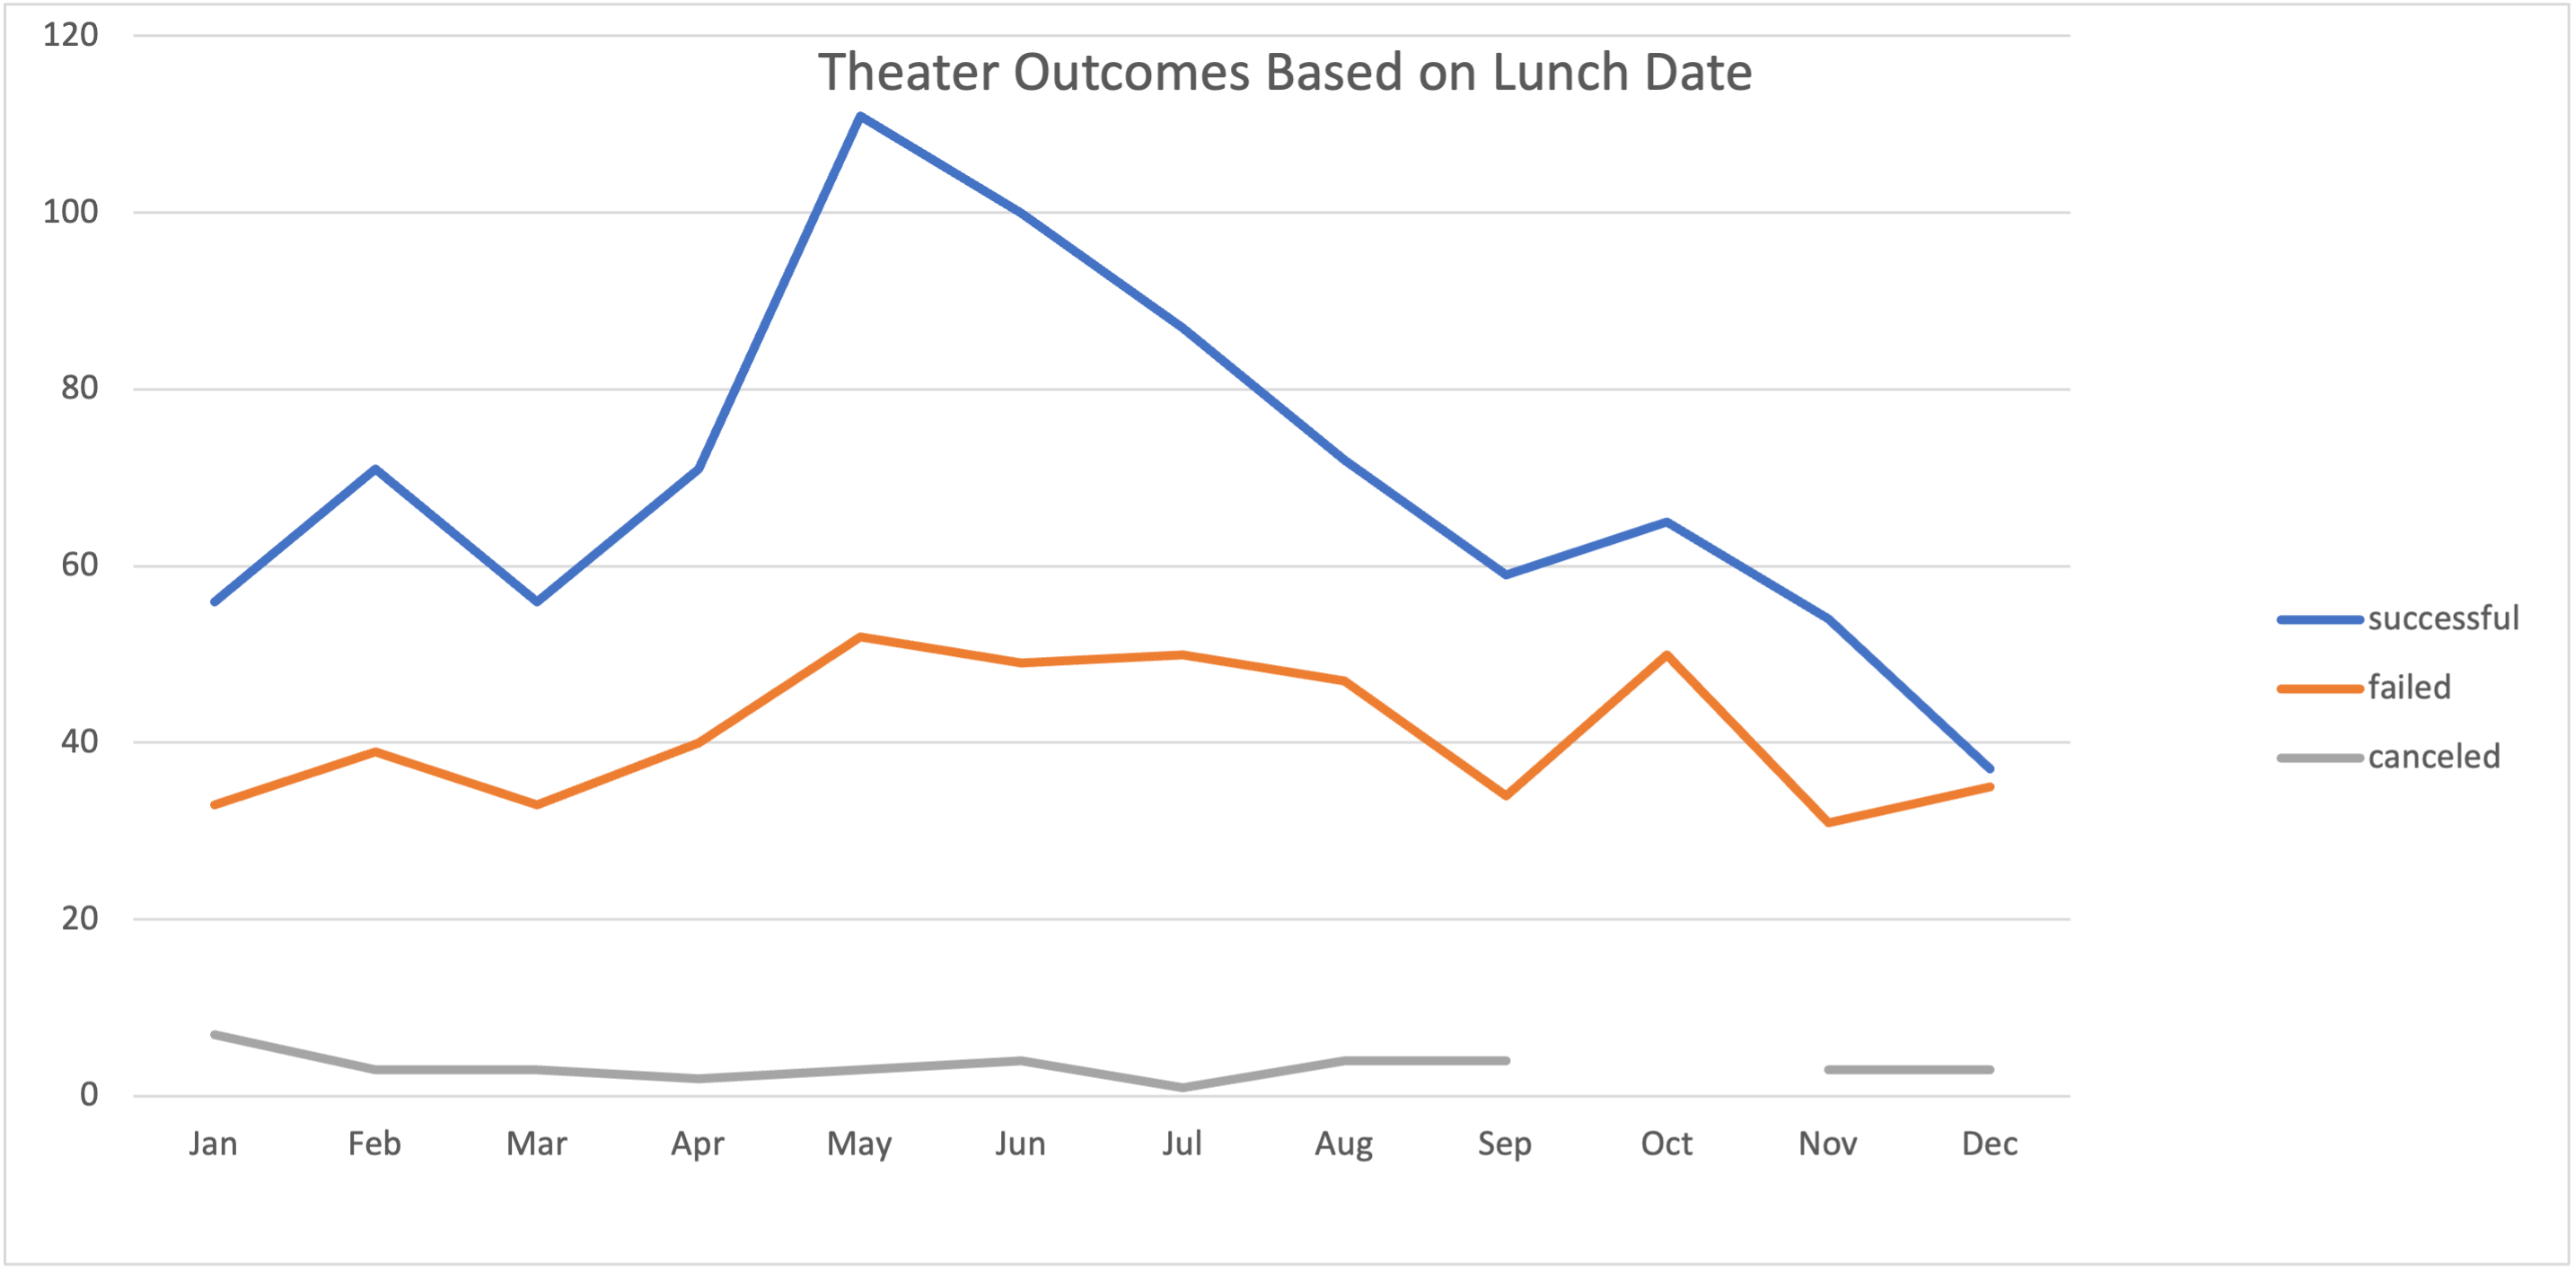 Theater Outcomes Based on Lunch Date
120
100
80
60
40
20
0
Jan Feb Mar Apr May Jun Jul Aug Sep Oct Nov Dec
successful
failed
canceled